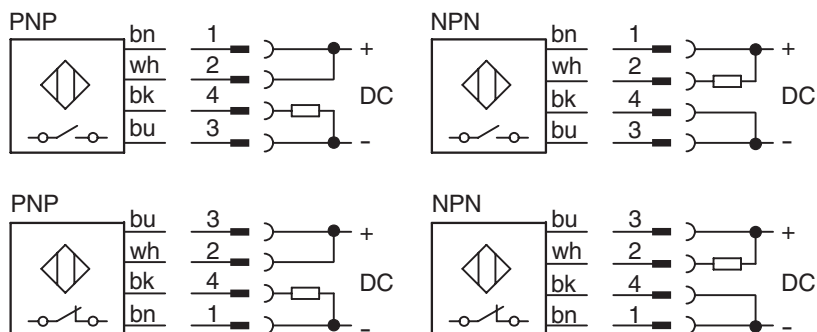 PNP
bn 1 +
wh 2
bk 4 DC
bu 3 -
NPN
bn 1 +
wh 2
bk 4 DC
bu 3 -
PNP
bu 3 +
wh 2
bk 4 DC
bn 1 -
NPN
bu 3 +
wh 2
bk 4 DC
bn 1 -